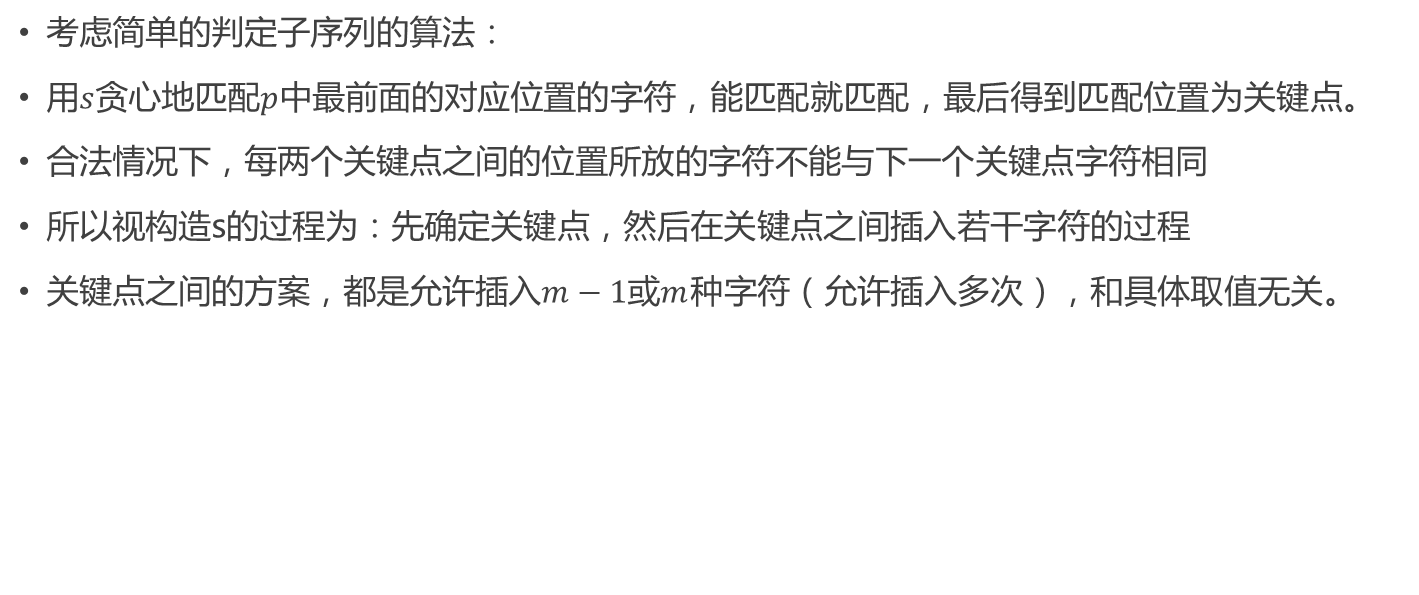 • 考虑简单的判定子序列的算法：
• 用s贪心地匹配p中最前面的对应位置的字符，能匹配就匹配，最后得到匹配位置为关键点。
• 合法情况下，每两个关键点之间的位置所放的字符不能与下一个关键点字符相同
• 所以视构造s的过程为：先确定关键点，然后在关键点之间插入若干字符的过程
• 关键点之间的方案，都是允许插入m − 1或m种字符（允许插入多次），和具体取值无关。